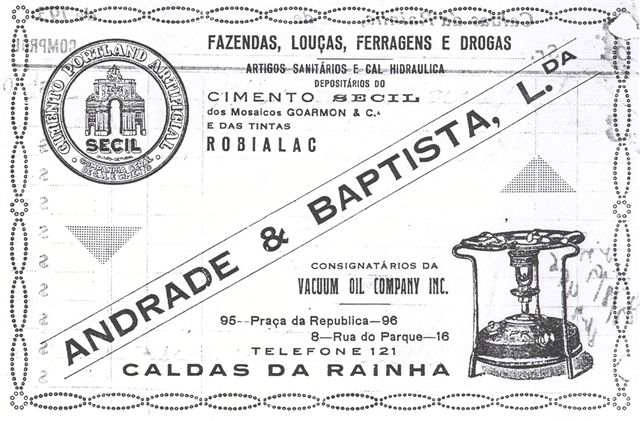 FAZENDAS, LOUÇAS, FERRAGENS E DROGAS
ARTIGOS SANITÁRIOS E CAL HIDRAULICA
DEPOSITÁRIOS DO
CIMENTO SECIL
dos Mosaicos GOARMON & C.ᴬ
E DAS TINTAS
ROBIALAC
CIMENTO PORTLAND ARTIFICIAL
SECIL
ANDRADE & BAPTISTA, L.DA
CONSIGNATÁRIOS DA
VACUUM OIL COMPANY INC.
95-Praça da Republica-96
8-Rua do Parque-16
TELEFONE 121
CALDAS DA RAINHA